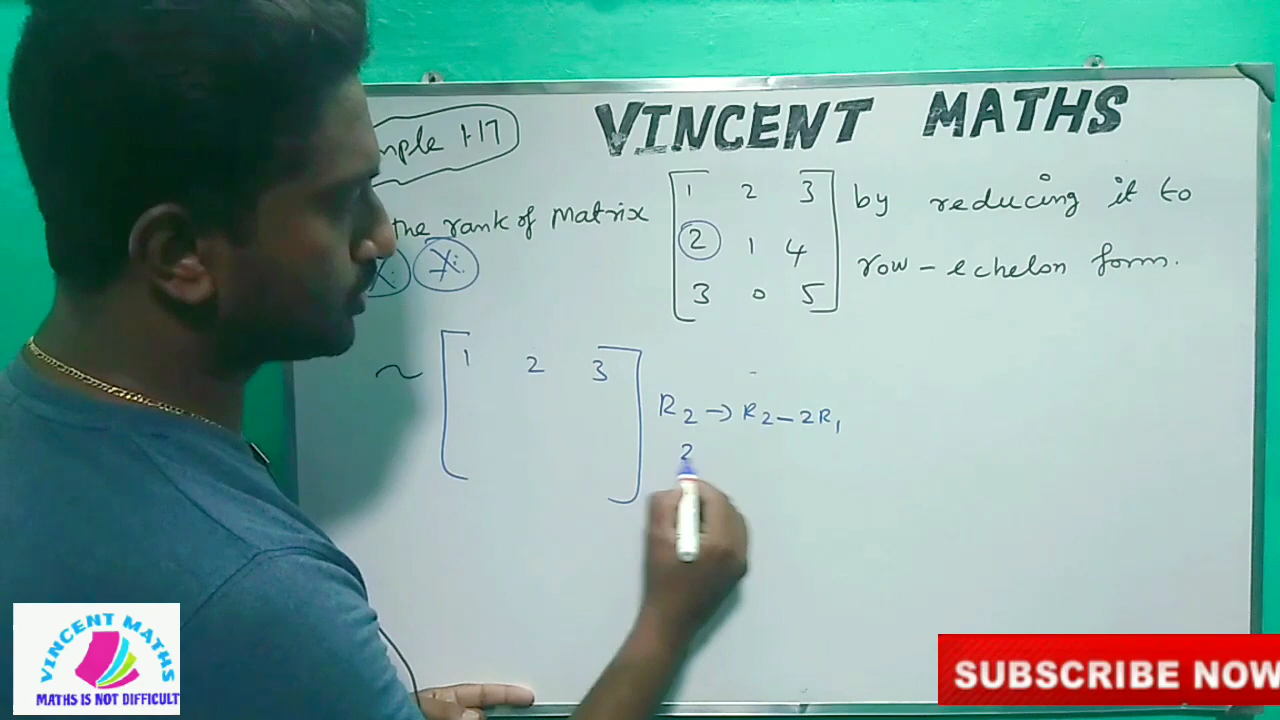 VINCENT MATHS
mple 1.17
the rank of matrix
1 2 3
2 1 4
3 0 5
by reducing it to
row-echelon form.
~
1 2 3
R2 → R2 - 2R1
2
VINCENT MATHS
MATHS IS NOT DIFFICULT
SUBSCRIBE NOW